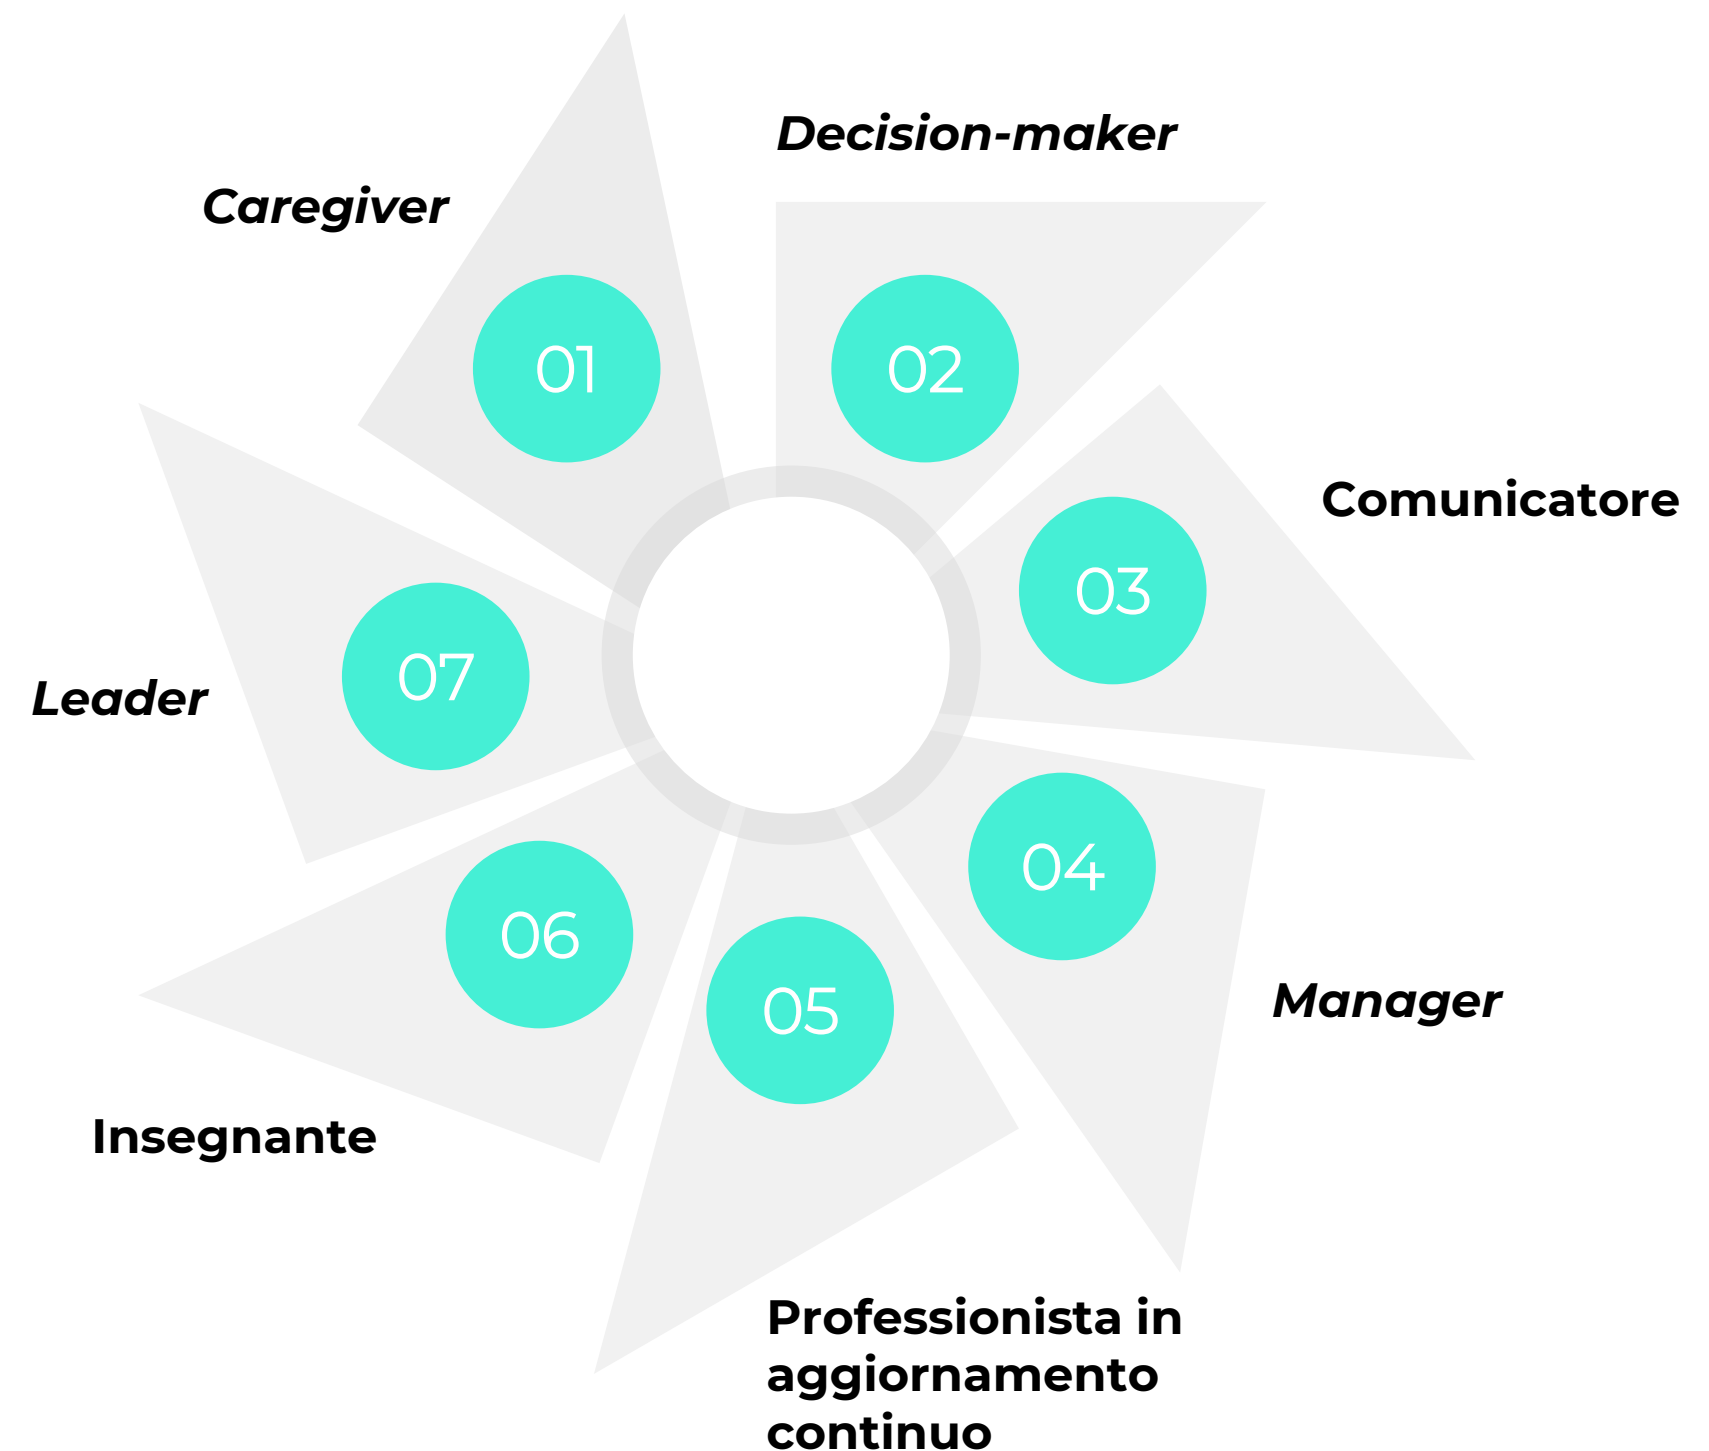 Caregiver
01
Decision-maker
02
Comunicatore
03
Manager
04
Professionista in
aggiornamento
continuo
05
Insegnante
06
Leader
07